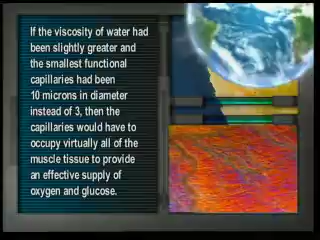 If the viscosity of water had
been slightly greater and
the smallest functional
capillaries had been
10 microns in diameter
instead of 3, then the
capillaries would have to
occupy virtually all of the
muscle tissue to provide
an effective supply of
oxygen and glucose.